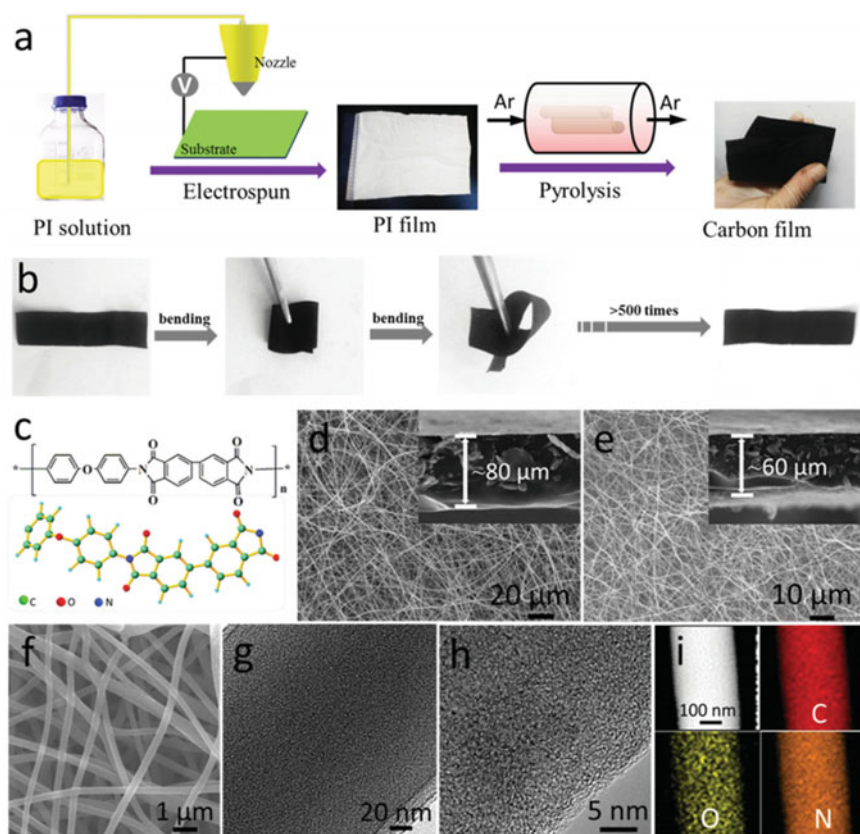 a
Nozzle
V
Substrate
Electrospun
PI solution
PI film
Ar
Ar
Pyrolysis
Carbon film
b
bending
bending
>500 times
c
O
O
* O N N *
n
O
O
C O N
d
~80 µm
20 µm
e
~60 µm
10 µm
f
1 µm
g
20 nm
h
5 nm
i
100 nm
C
O
N